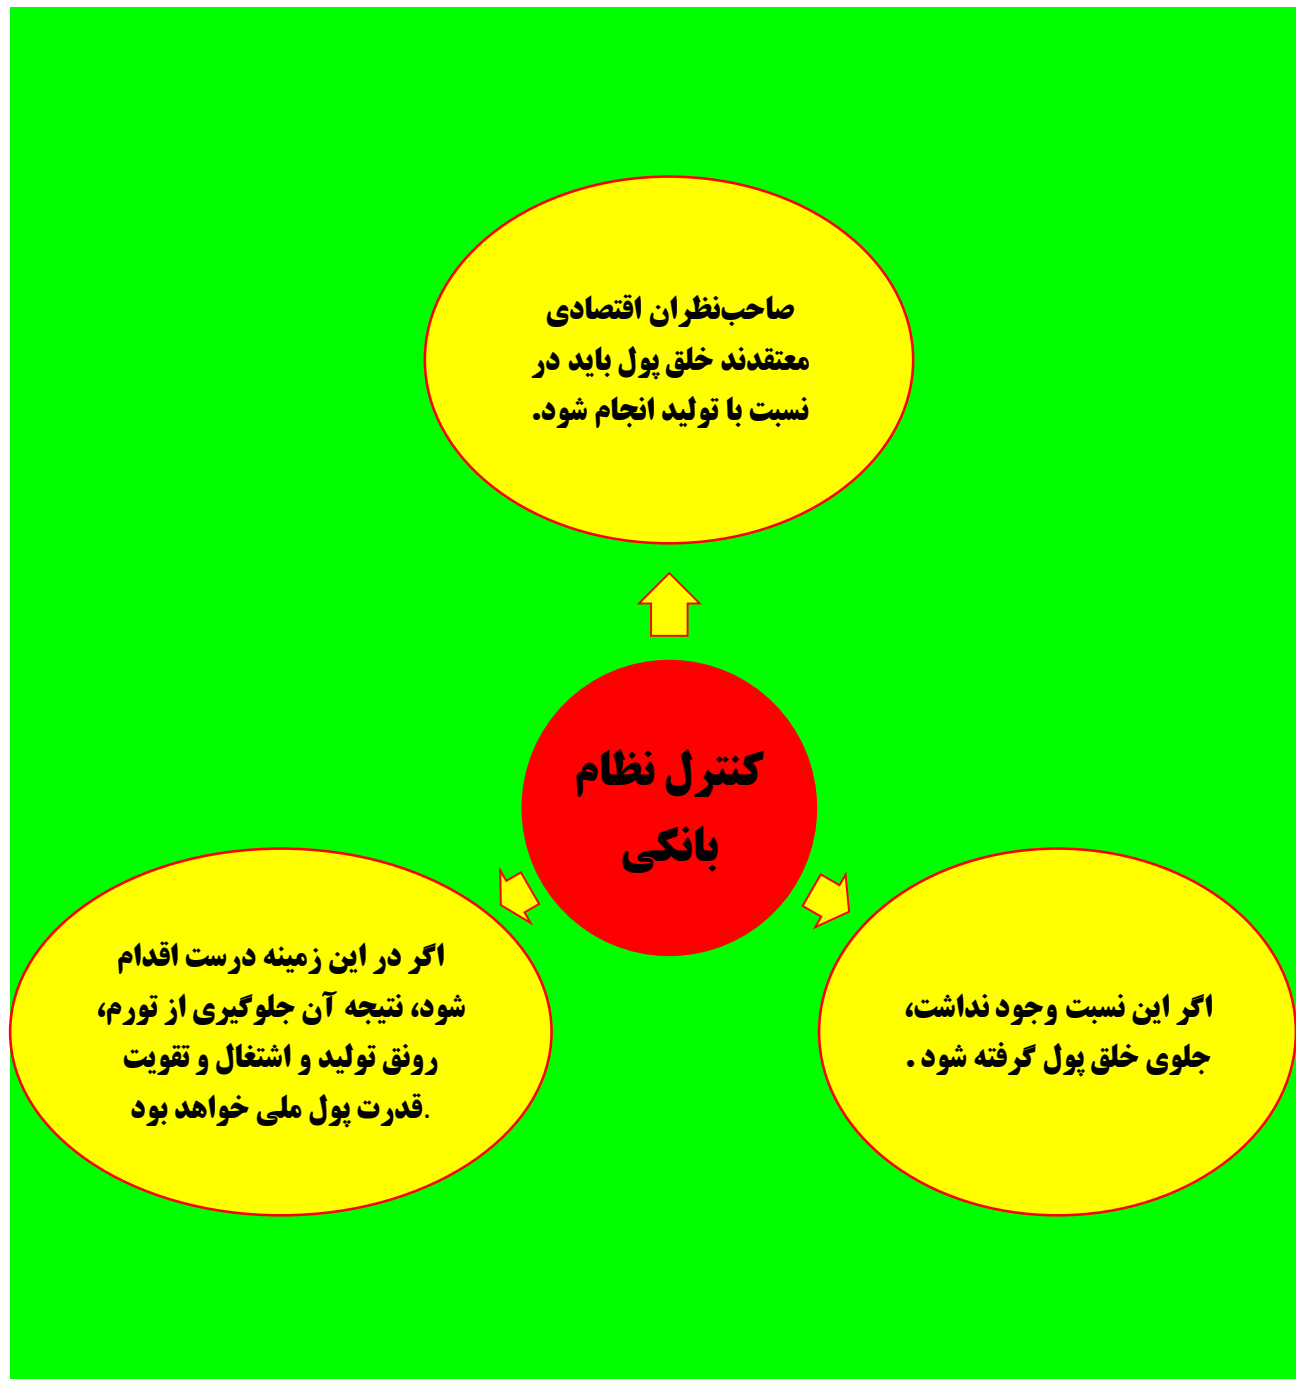 صاحب‌نظران اقتصادی
معتقدند خلق پول باید در
نسبت با تولید انجام شود.
کنترل نظام
بانکی
اگر این نسبت وجود نداشت،
جلوی خلق پول گرفته شود .
اگر در این زمینه درست اقدام
شود، نتیجه آن جلوگیری از تورم،
رونق تولید و اشتغال و تقویت
قدرت پول ملی خواهد بود.